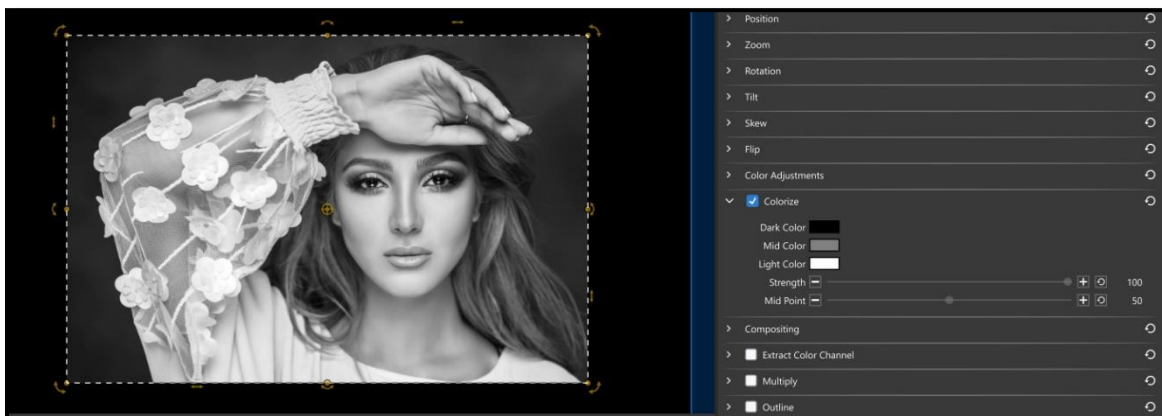 Position
Zoom
Rotation
Tilt
Skew
Flip
Color Adjustments
Colorize
Dark Color
Mid Color
Light Color
Strength 100
Mid Point 50
Compositing
Extract Color Channel
Multiply
Outline